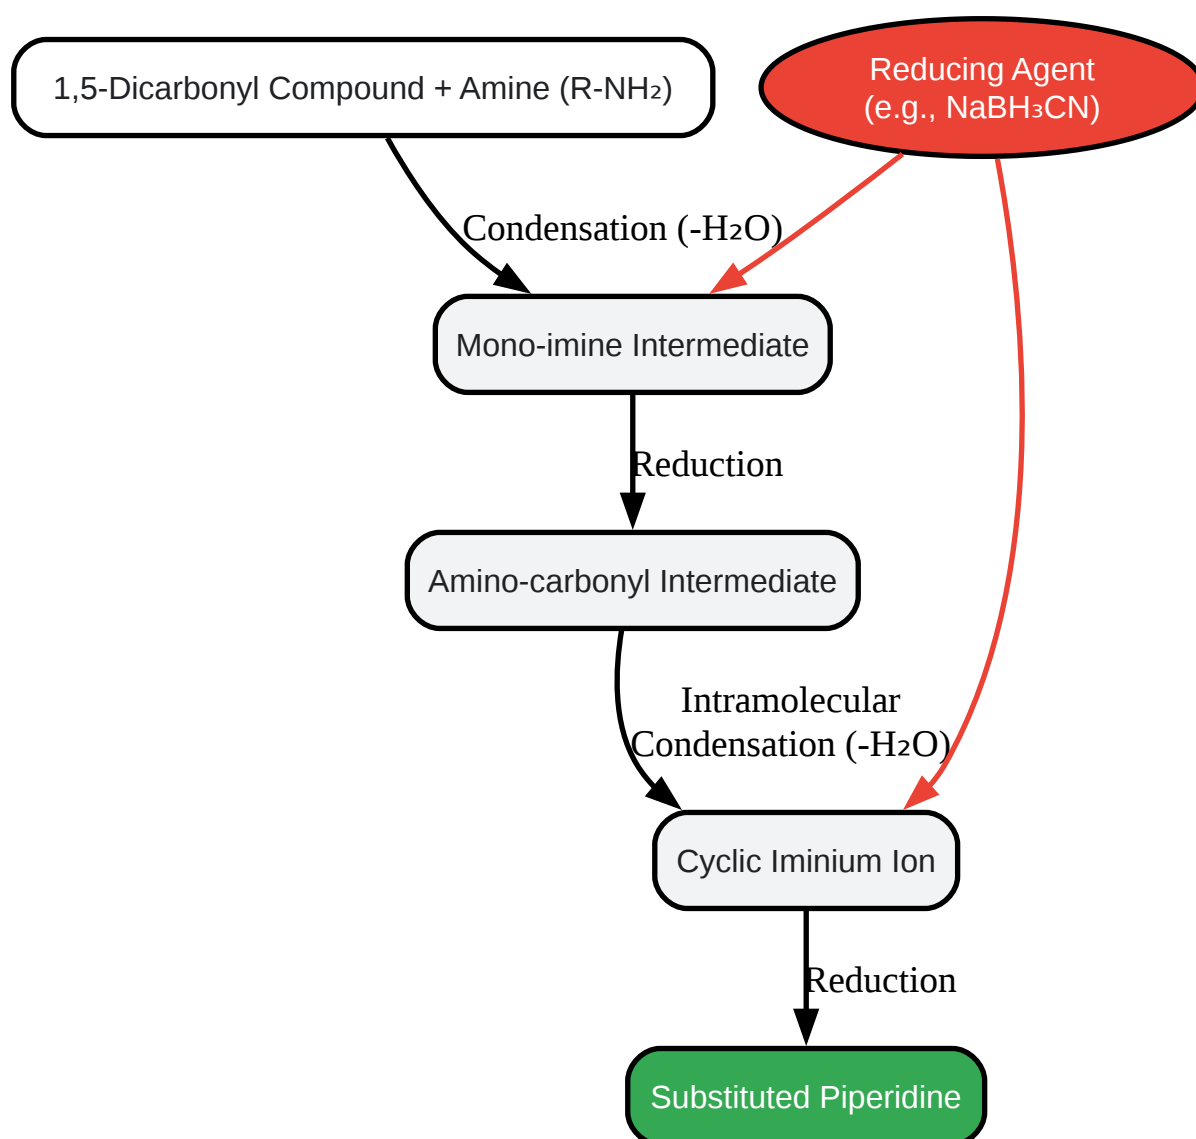 1,5-Dicarbonyl Compound + Amine (R-NH₂)
Reducing Agent
(e.g., NaBH₃CN)
Condensation (-H₂O)
Mono-imine Intermediate
Reduction
Amino-carbonyl Intermediate
Intramolecular
Condensation (-H₂O)
Cyclic Iminium Ion
Reduction
Substituted Piperidine